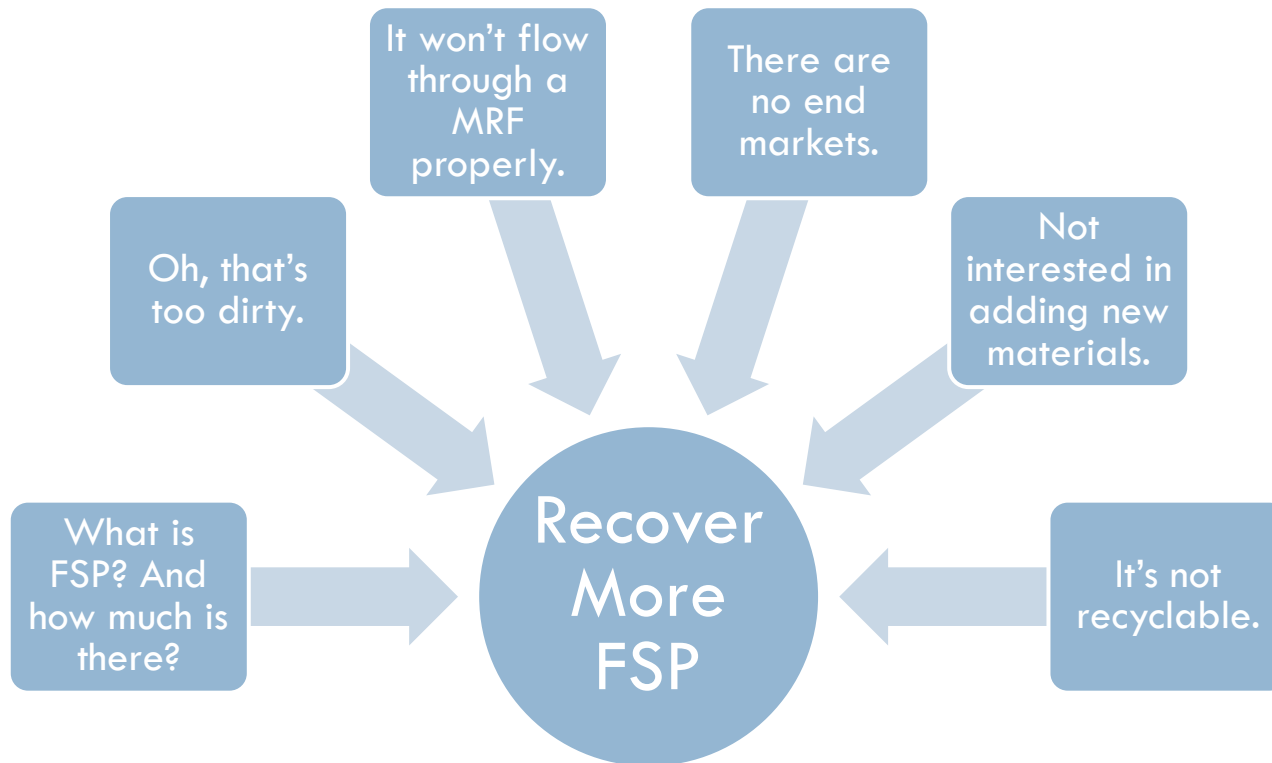 What is
FSP? And
how much is
there?
Oh, that's
too dirty.
It won't flow
through a
MRF
properly.
There are
no end
markets.
Not
interested in
adding new
materials.
It's not
recyclable.
Recover
More
FSP